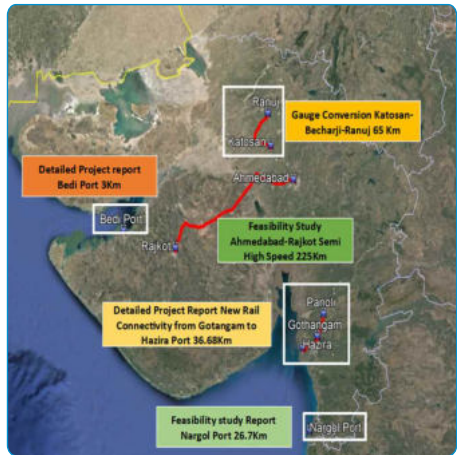 Ranuj
Gauge Conversion Katosan-
Becharji-Ranuj 65 Km
Katosan
Detailed Project report
Bedi Port 3Km
Ahmedabad
Bedi Port
Rajkot
Feasibility Study
Ahmedabad-Rajkot Semi
High Speed 225Km
Detailed Project Report New Rail
Connectivity from Gotangam to
Hazira Port 36.68Km
Panoli
Gothangam
Hazira
Feasibility study Report
Nargol Port 26.7Km
Nargol Port